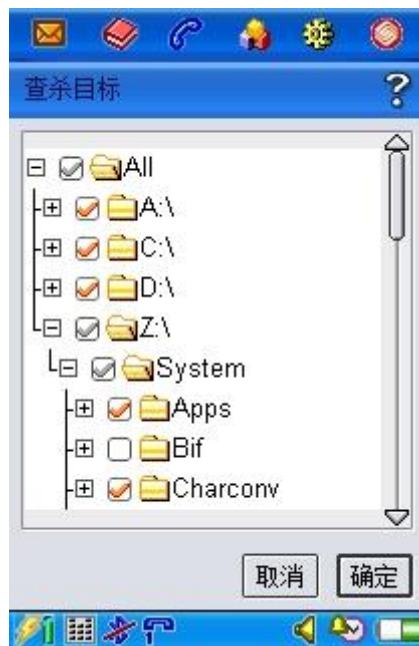 查杀目标
?
All
A:\
C:\
D:\
Z:\
System
Apps
Bif
Charconv
取消 确定